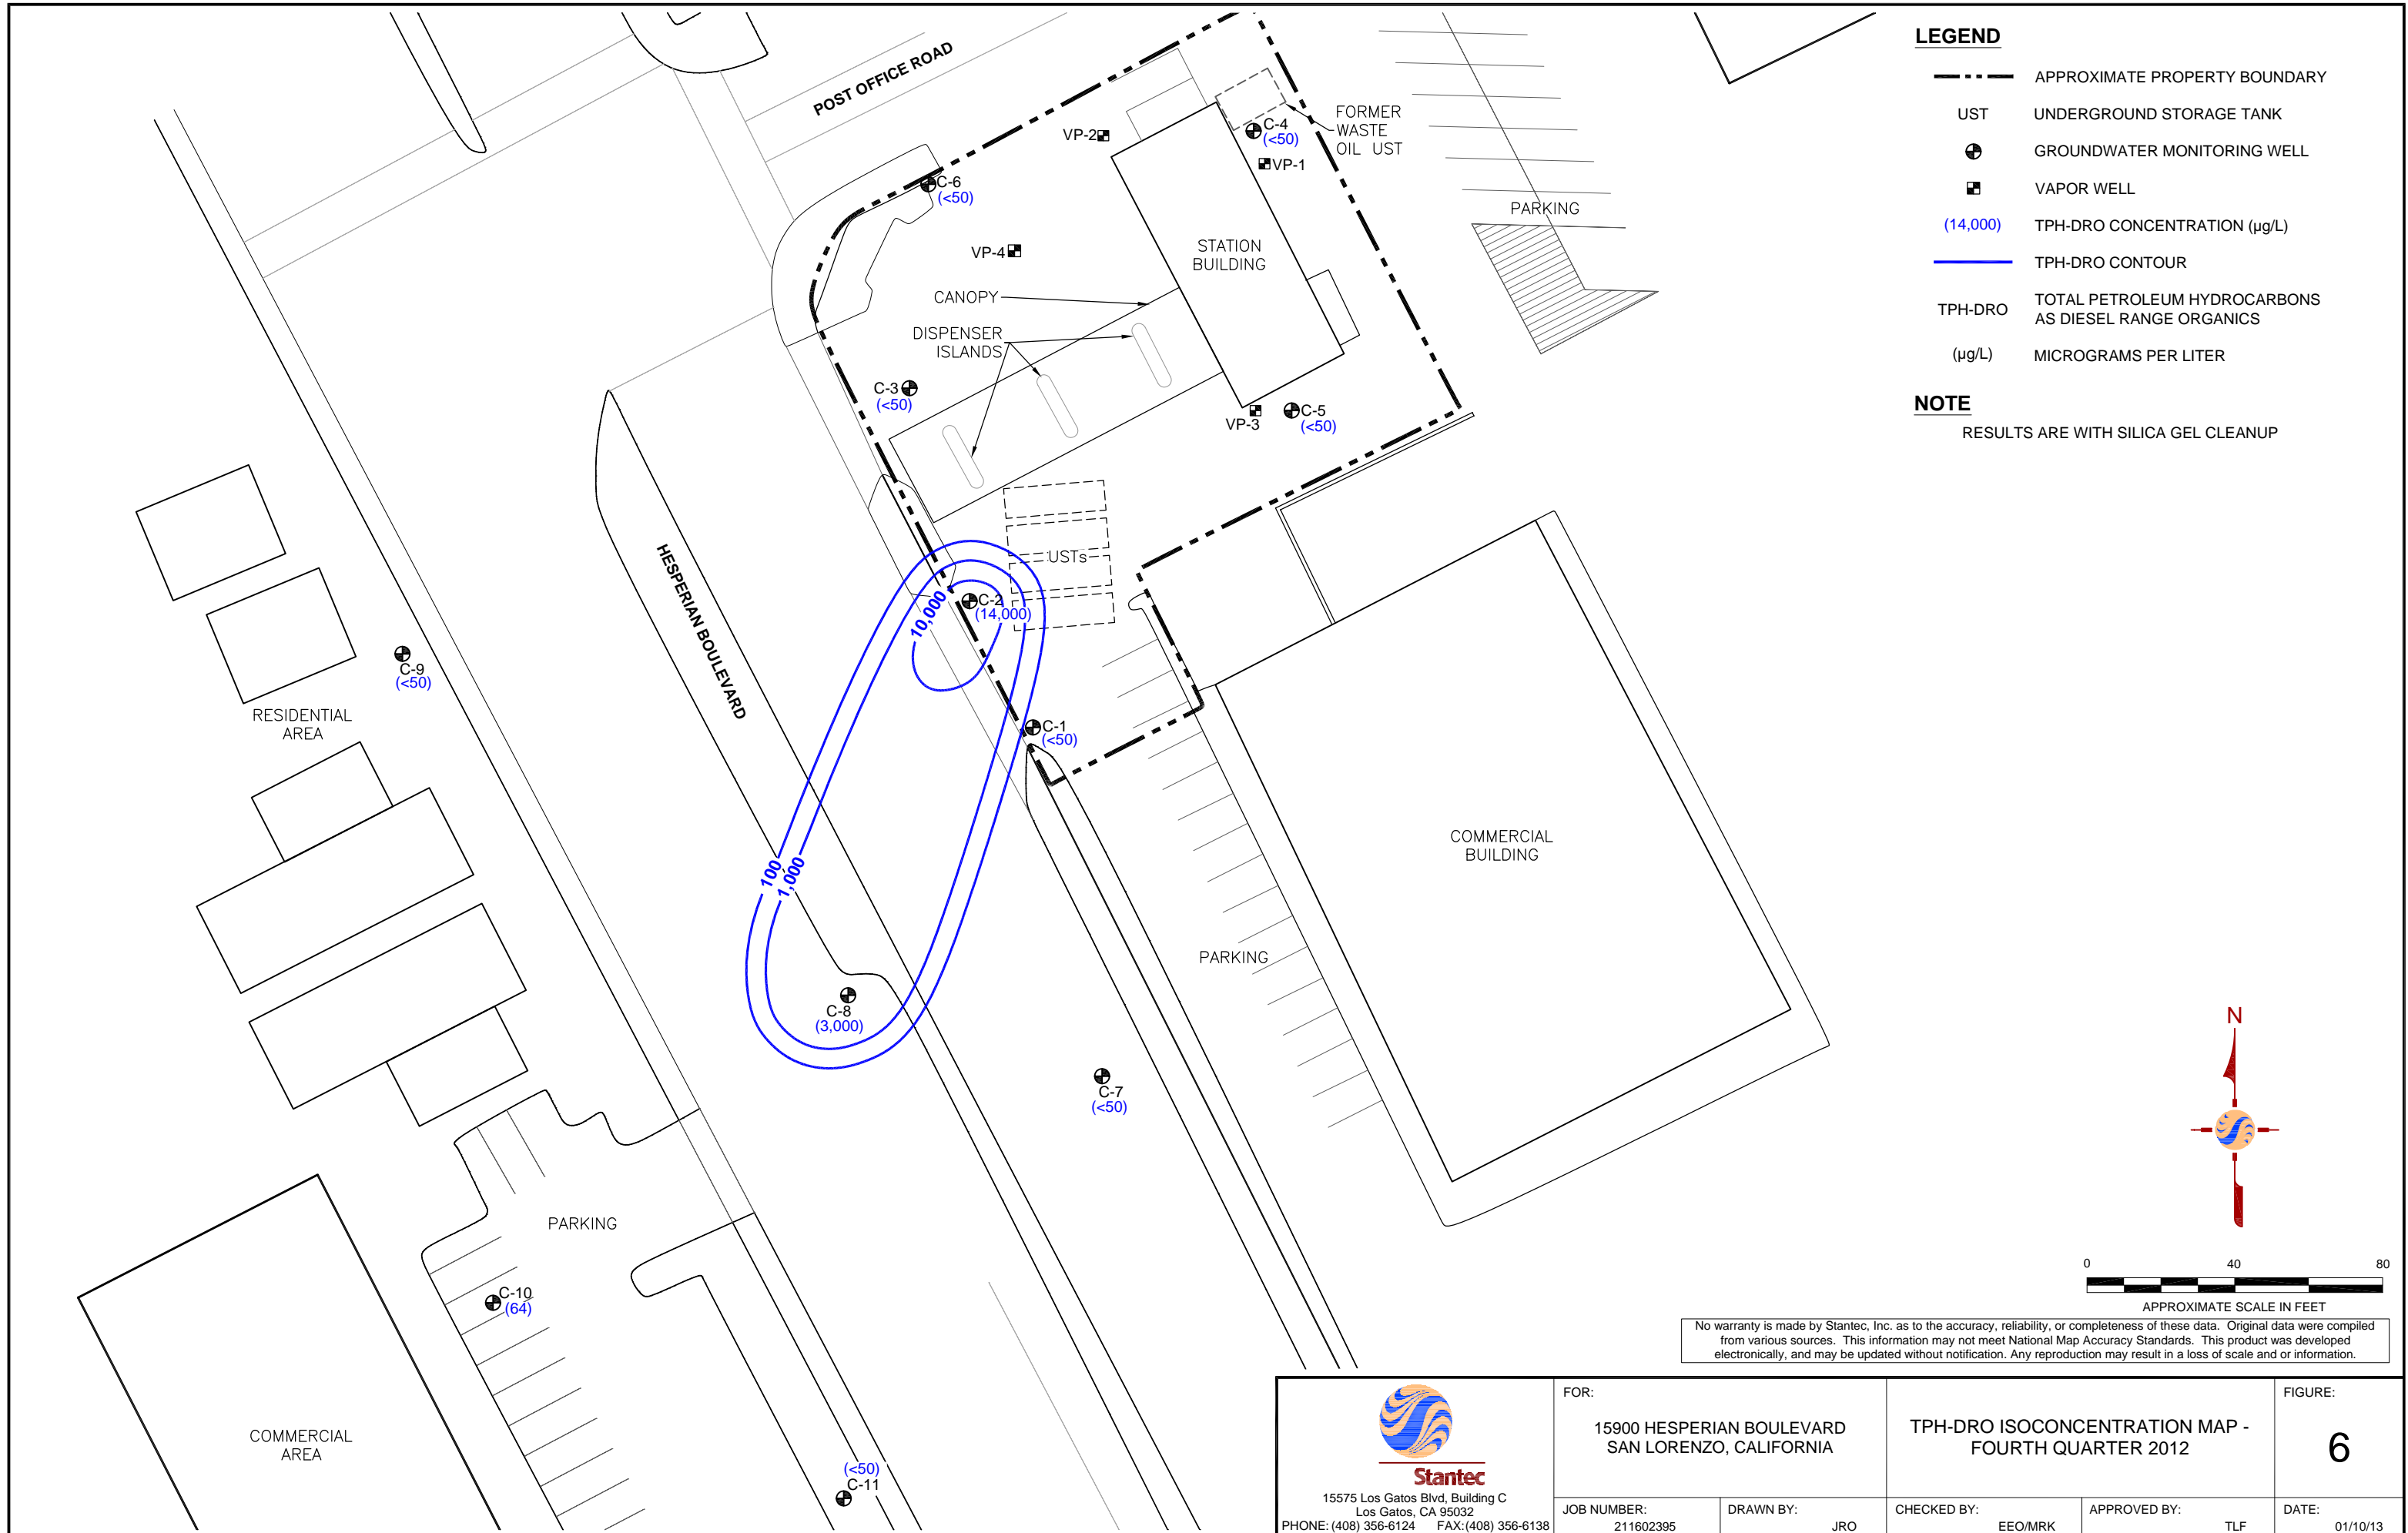 POST OFFICE ROAD
FORMER
WASTE
OIL UST
C-4
(<50)
VP-1
VP-2
C-6
(<50)
VP-4
STATION
BUILDING
PARKING
CANOPY
DISPENSER
ISLANDS
C-3
(<50)
VP-3
C-5
(<50)
USTs
HESPERIAN BOULEVARD
10,000
C-2
(14,000)
C-9
(<50)
RESIDENTIAL
AREA
C-1
(<50)
100
1,000
COMMERCIAL
BUILDING
PARKING
C-8
(3,000)
C-7
(<50)
PARKING
C-10
(64)
COMMERCIAL
AREA
(<50)
C-11
LEGEND
APPROXIMATE PROPERTY BOUNDARY
UST UNDERGROUND STORAGE TANK
GROUNDWATER MONITORING WELL
VAPOR WELL
(14,000) TPH-DRO CONCENTRATION (µg/L)
TPH-DRO CONTOUR
TPH-DRO TOTAL PETROLEUM HYDROCARBONS
AS DIESEL RANGE ORGANICS
(µg/L) MICROGRAMS PER LITER
NOTE
RESULTS ARE WITH SILICA GEL CLEANUP
N
0 40 80
APPROXIMATE SCALE IN FEET
No warranty is made by Stantec, Inc. as to the accuracy, reliability, or completeness of these data. Original data were compiled
from various sources. This information may not meet National Map Accuracy Standards. This product was developed
electronically, and may be updated without notification. Any reproduction may result in a loss of scale and or information.
Stantec
15575 Los Gatos Blvd, Building C
Los Gatos, CA 95032
PHONE: (408) 356-6124 FAX:(408) 356-6138
FOR:
15900 HESPERIAN BOULEVARD
SAN LORENZO, CALIFORNIA
TPH-DRO ISOCONCENTRATION MAP -
FOURTH QUARTER 2012
FIGURE:
6
JOB NUMBER:
211602395
DRAWN BY:
JRO
CHECKED BY:
EEO/MRK
APPROVED BY:
TLF
DATE:
01/10/13